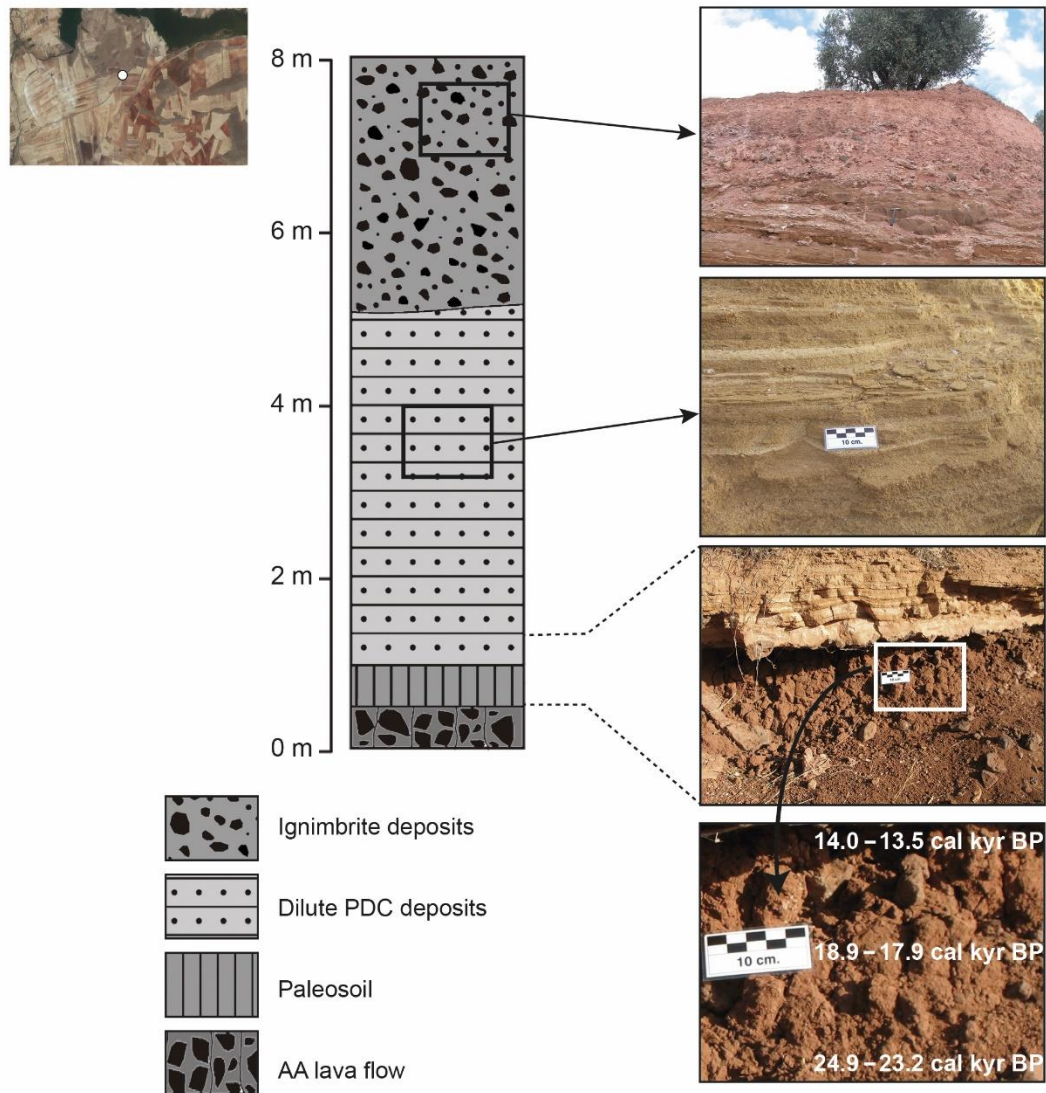 8 m
6 m
4 m
2 m
0 m
10 cm.
14.0 – 13.5 cal kyr BP
18.9 – 17.9 cal kyr BP
10 cm.
24.9 – 23.2 cal kyr BP
Ignimbrite deposits
Dilute PDC deposits
Paleosoil
AA lava flow